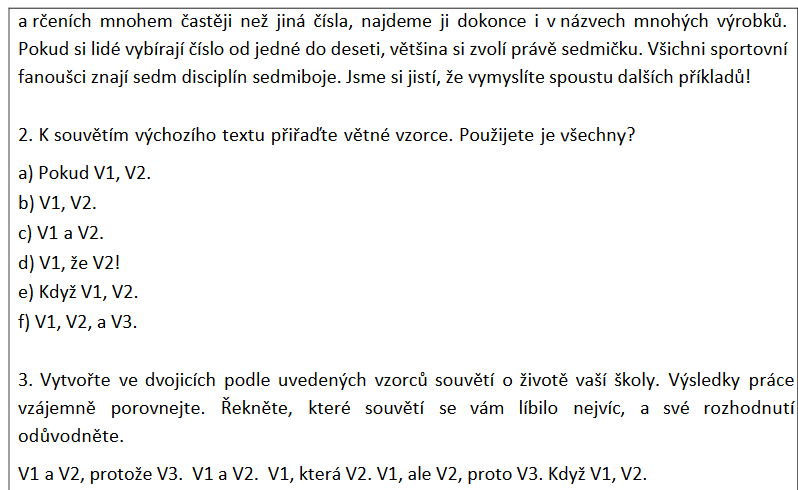 a rčeních mnohem častěji než jiná čísla, najdeme ji dokonce i v názvech mnohých výrobků.
Pokud si lidé vybírají číslo od jedné do deseti, většina si zvolí právě sedmičku. Všichni sportovní
fanoušci znají sedm disciplín sedmiboje. Jsme si jistí, že vymyslíte spoustu dalších příkladů!
2. K souvětím výchozího textu přiřaďte větné vzorce. Použijete je všechny?
a) Pokud V1, V2.
b) V1, V2.
c) V1 a V2.
d) V1, že V2!
e) Když V1, V2.
f) V1, V2, a V3.
3. Vytvořte ve dvojicích podle uvedených vzorců souvětí o životě vaší školy. Výsledky práce
vzájemně porovnejte. Řekněte, které souvětí se vám líbilo nejvíc, a své rozhodnutí
odůvodněte.
V1 a V2, protože V3. V1 a V2. V1, která V2. V1, ale V2, proto V3. Když V1, V2.